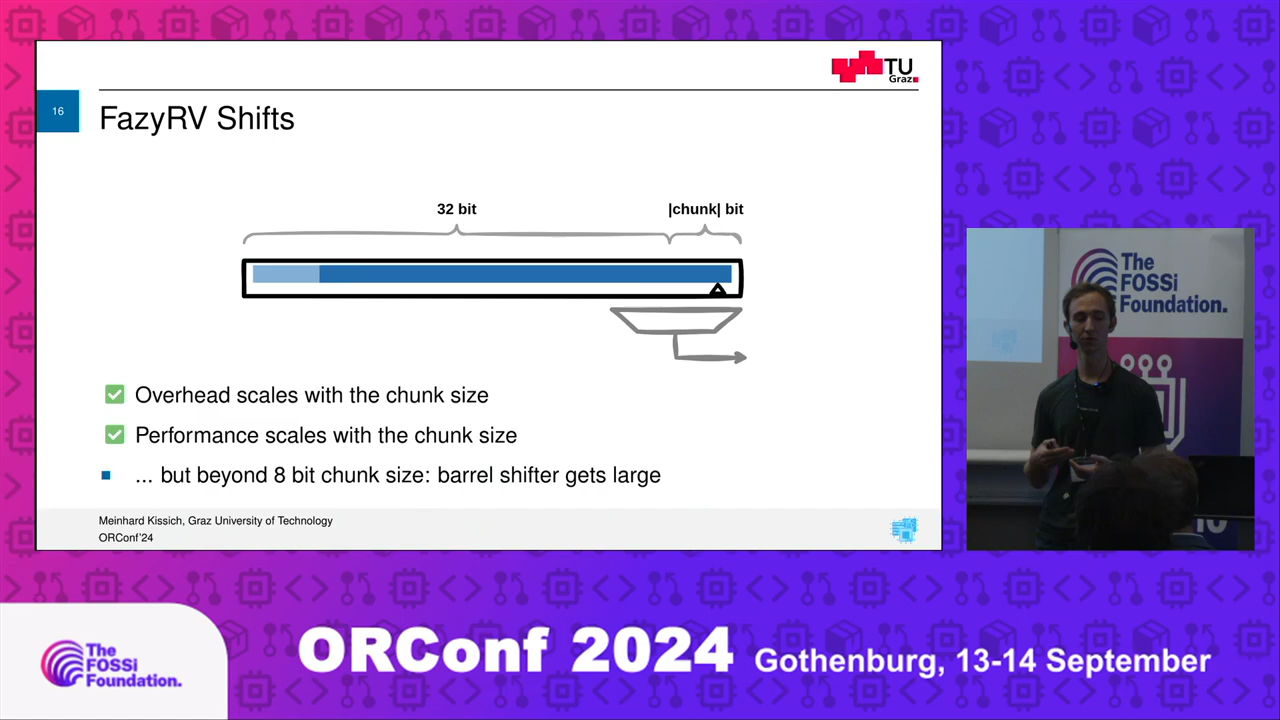 TU
Graz
16
FazyRV Shifts
32 bit
|chunk| bit
Overhead scales with the chunk size
Performance scales with the chunk size
... but beyond 8 bit chunk size: barrel shifter gets large
Meinhard Kissich, Graz University of Technology
ORConf'24
The
FOSSi
Foundation.
The
FOSSi
Foundation.
ORConf 2024 Gothenburg, 13-14 September